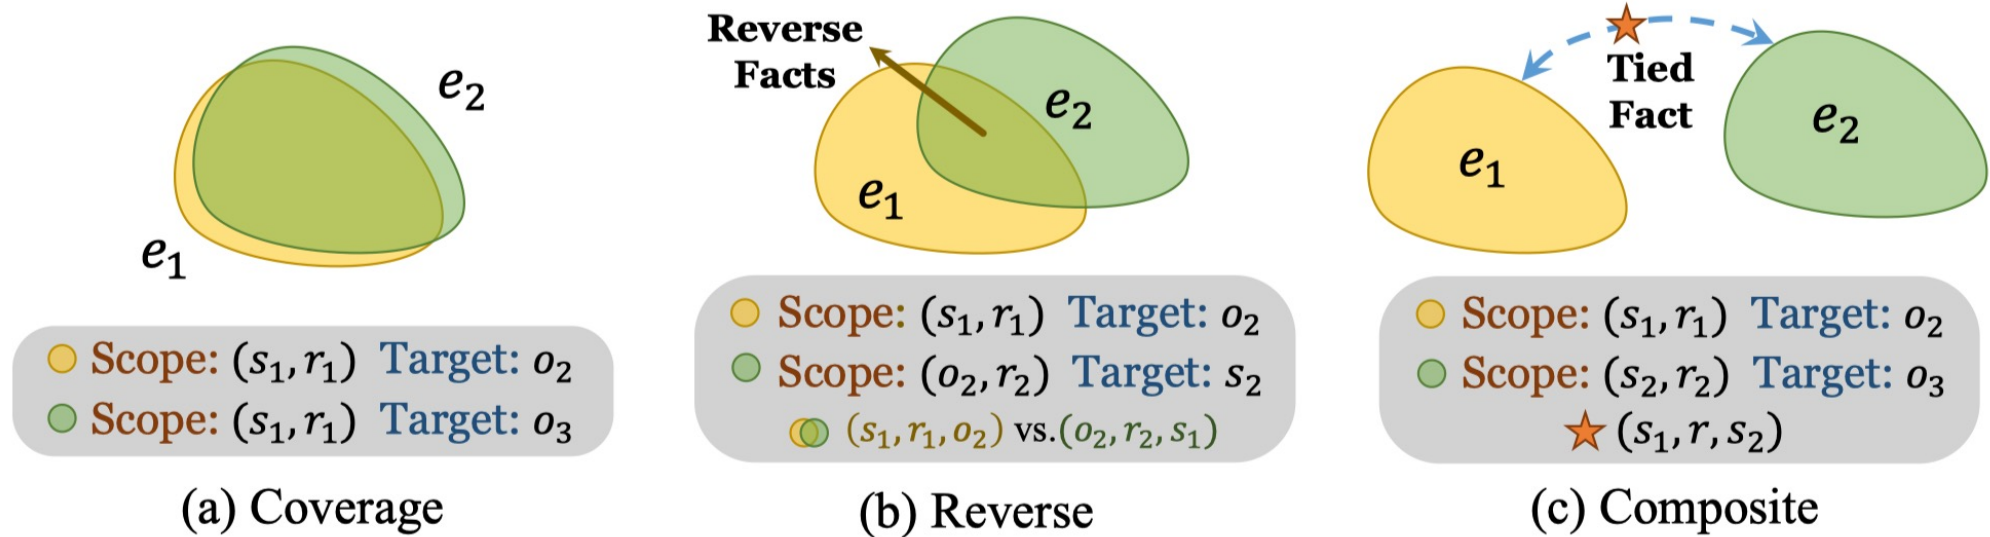 e₂
e₁
Scope: (s₁, r₁) Target: o₂
Scope: (s₁, r₁) Target: o₃
(a) Coverage
Reverse
Facts
e₂
e₁
Scope: (s₁, r₁) Target: o₂
Scope: (o₂, r₂) Target: s₂
(s₁, r₁, o₂) vs.(o₂, r₂, s₁)
(b) Reverse
Tied
Fact
e₁
e₂
Scope: (s₁, r₁) Target: o₂
Scope: (s₂, r₂) Target: o₃
(s₁, r, s₂)
(c) Composite